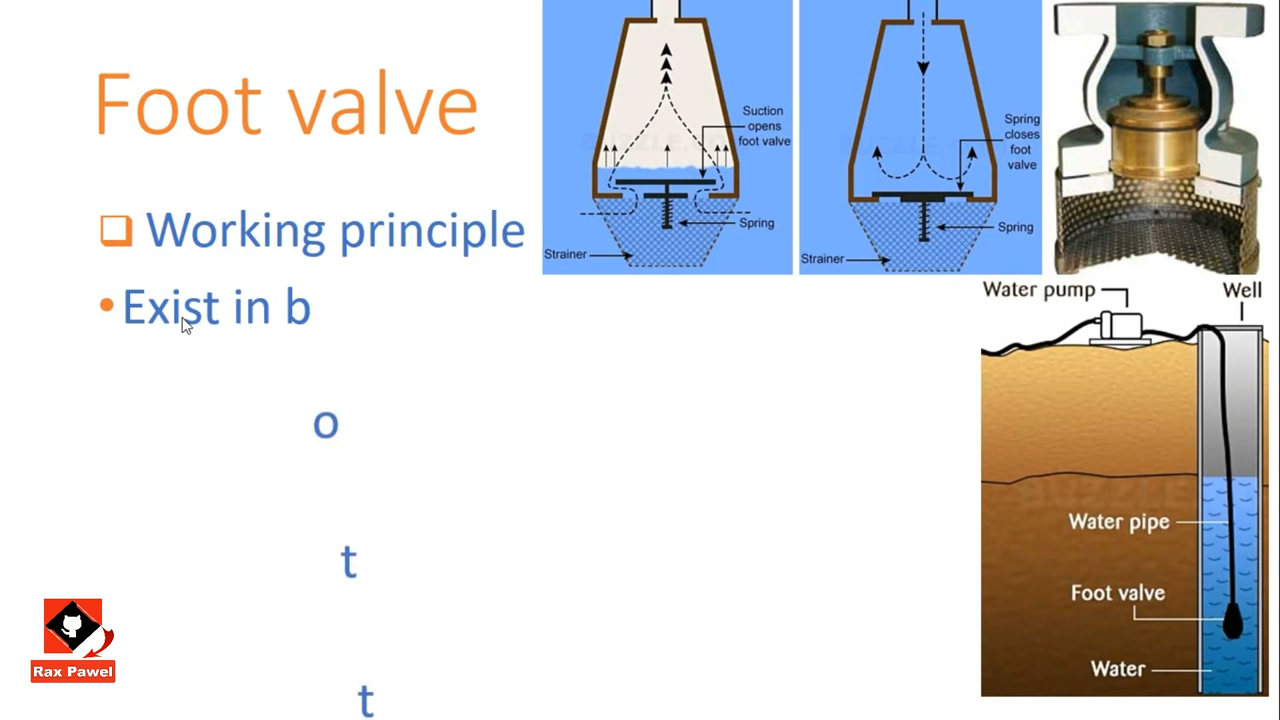 Foot valve
Working principle
Exist in b
o
t
t
Suction
opens
foot valve
Spring
Strainer
Spring
closes
foot
valve
Spring
Strainer
Water pump
Well
Water pipe
Foot valve
Water
Rax Pawel